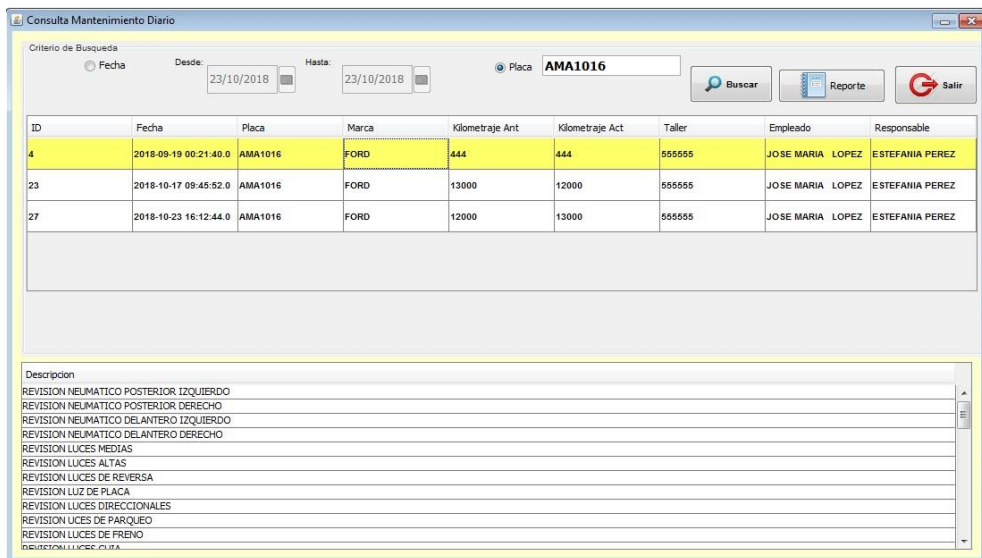 Consulta Mantenimiento Diario
Criterio de Busqueda
Fecha Desde: 23/10/2018 Hasta: 23/10/2018 Placa AMA1016 Buscar Reporte Salir
ID Fecha Placa Marca Kilometraje Ant Kilometraje Act Taller Empleado Responsable
4 2018-09-19 00:21:40.0 AMA1016 FORD 444 444 555555 JOSE MARIA LOPEZ ESTEFANIA PEREZ
23 2018-10-17 09:45:52.0 AMA1016 FORD 13000 12000 555555 JOSE MARIA LOPEZ ESTEFANIA PEREZ
27 2018-10-23 16:12:44.0 AMA1016 FORD 12000 13000 555555 JOSE MARIA LOPEZ ESTEFANIA PEREZ
Descripcion
REVISION NEUMATICO POSTERIOR IZQUIERDO
REVISION NEUMATICO POSTERIOR DERECHO
REVISION NEUMATICO DELANTERO IZQUIERDO
REVISION NEUMATICO DELANTERO DERECHO
REVISION LUCES MEDIAS
REVISION LUCES ALTAS
REVISION LUCES DE REVERSA
REVISION LUZ DE PLACA
REVISION LUCES DIRECCIONALES
REVISION UCES DE PARQUEO
REVISION LUCES DE FRENO
REVISION LUCES GUIA